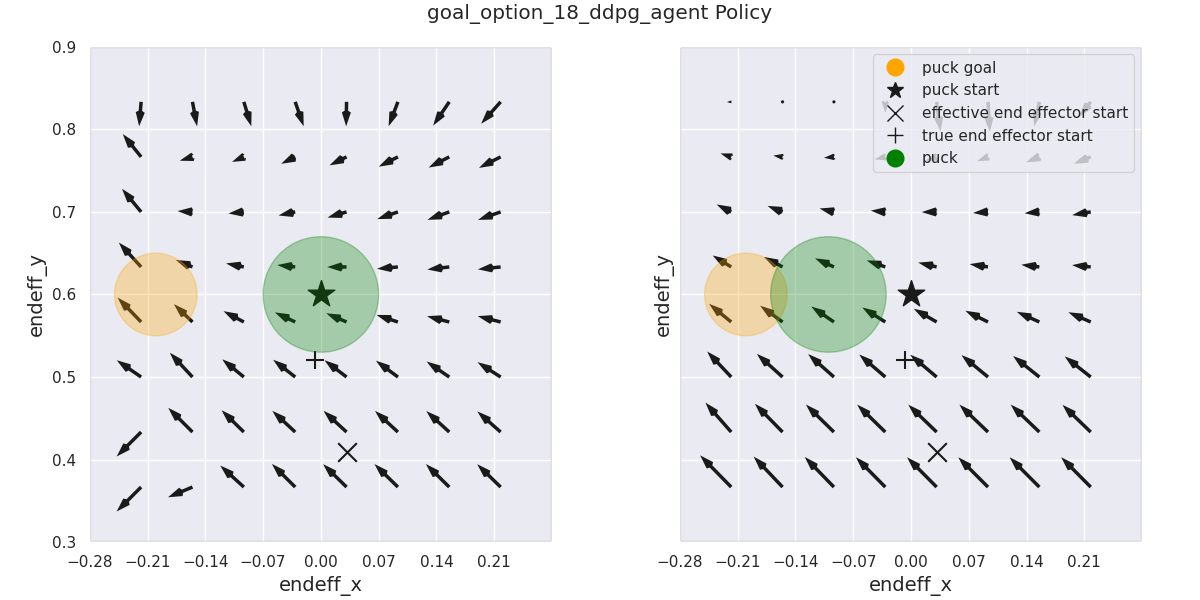 goal_option_18_ddpg_agent Policy
0.9
0.8
0.7
0.6
0.5
0.4
0.3
endeff_y
−0.28 −0.21 −0.14 −0.07 0.00 0.07 0.14 0.21
endeff_x
puck goal
puck start
effective end effector start
true end effector start
puck
endeff_y
−0.28 −0.21 −0.14 −0.07 0.00 0.07 0.14 0.21
endeff_x